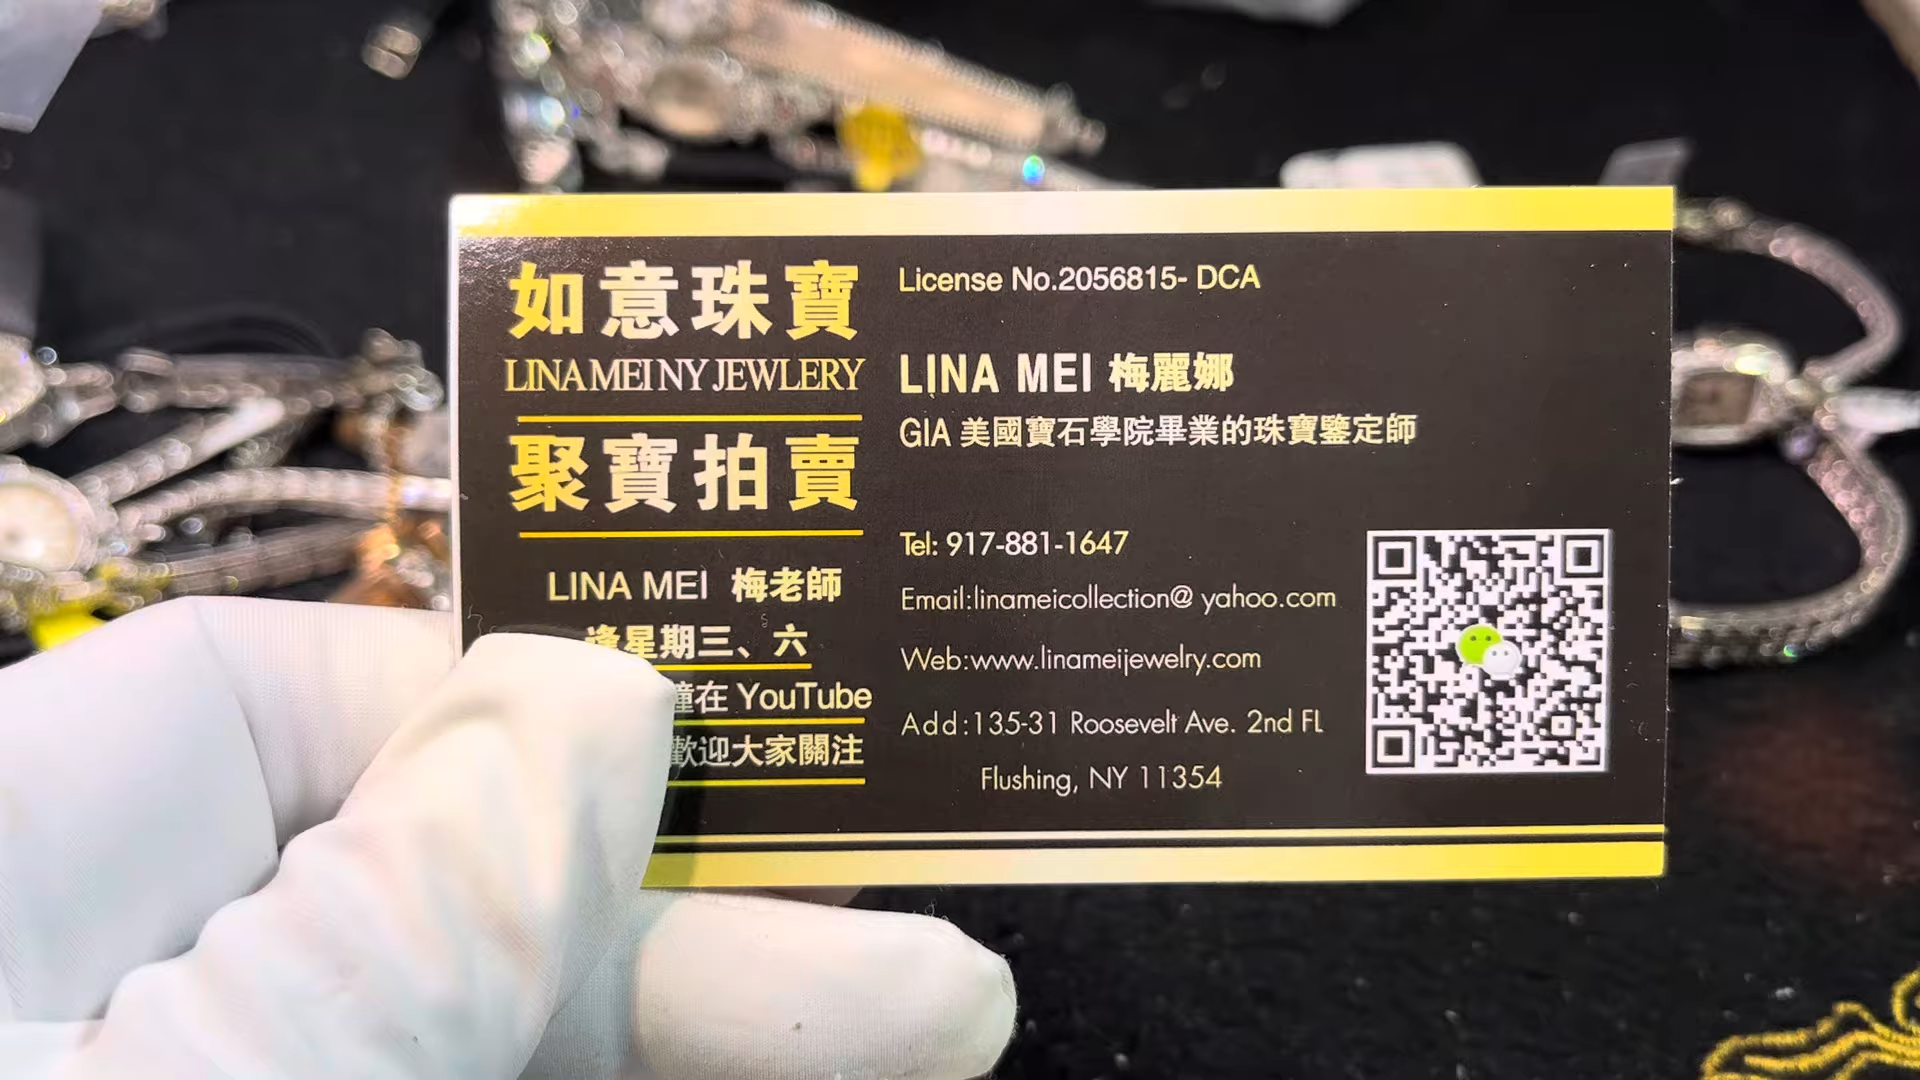 如意珠寶
LINA MEI NY JEWLERY
聚寶拍賣
LINA MEI 梅老師
逢星期三、六
在 YouTube
歡迎大家關注
License No.2056815- DCA
LINA MEI 梅麗娜
GIA 美國寶石學院畢業的珠寶鑒定師
Tel: 917-881-1647
Email:linameicollection@ yahoo.com
Web:www.linameijewelry.com
Add:135-31 Roosevelt Ave. 2nd FL
Flushing, NY 11354